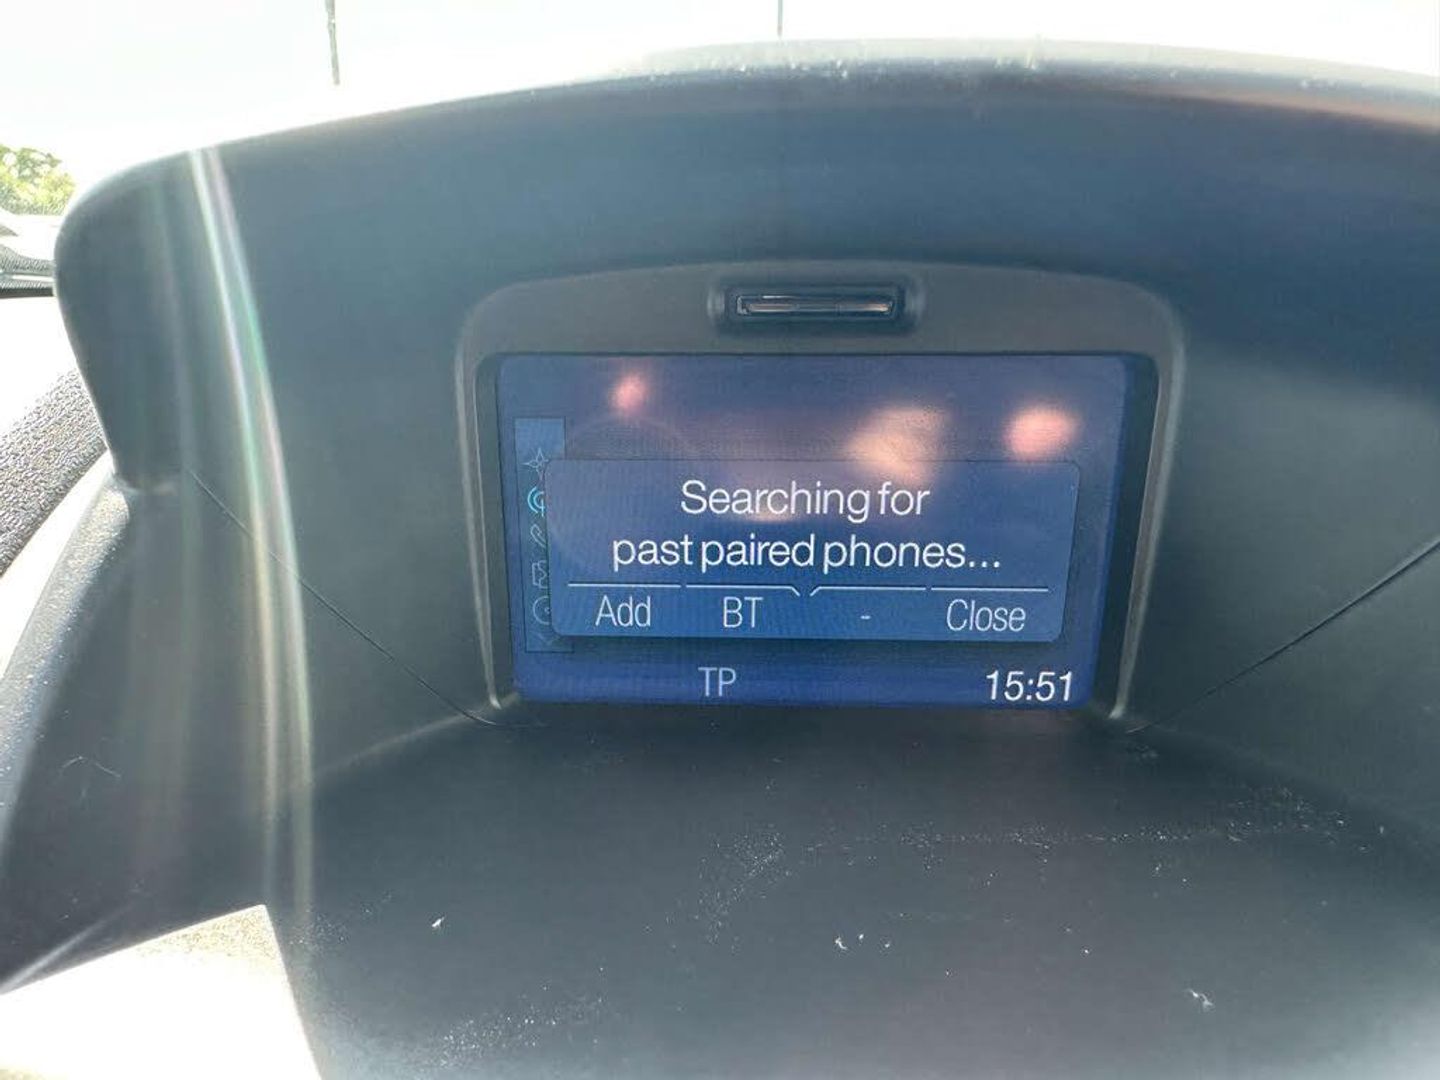 Searching for
past paired phones...
Add BT - Close
TP 15:51